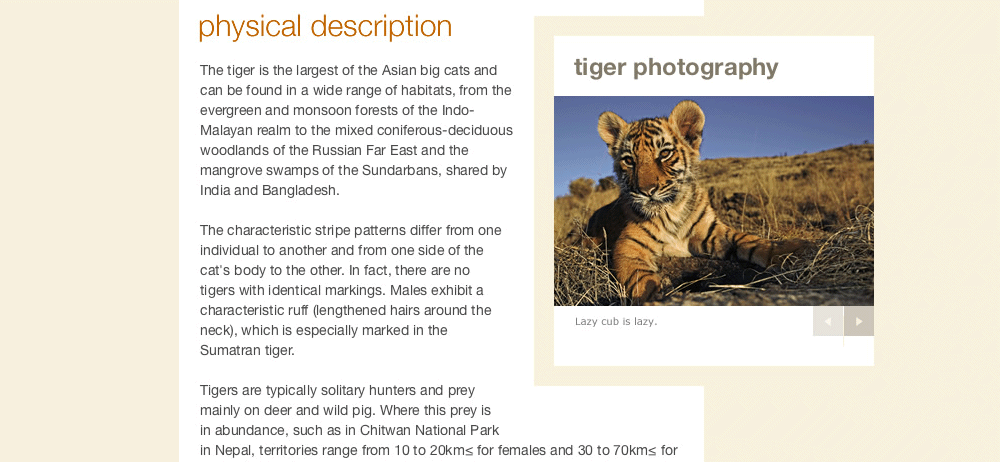 physical description
The tiger is the largest of the Asian big cats and
can be found in a wide range of habitats, from the
evergreen and monsoon forests of the Indo-
Malayan realm to the mixed coniferous-deciduous
woodlands of the Russian Far East and the
mangrove swamps of the Sundarbans, shared by
India and Bangladesh.
The characteristic stripe patterns differ from one
individual to another and from one side of the
cat's body to the other. In fact, there are no
tigers with identical markings. Males exhibit a
characteristic ruff (lengthened hairs around the
neck), which is especially marked in the
Sumatran tiger.
Tigers are typically solitary hunters and prey
mainly on deer and wild pig. Where this prey is
in abundance, such as in Chitwan National Park
in Nepal, territories range from 10 to 20km≤ for females and 30 to 70km≤ for
tiger photography
Lazy cub is lazy.